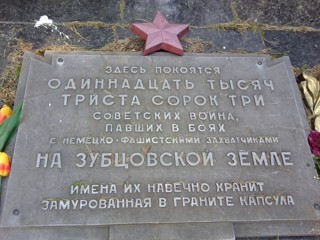 ЗДЕСЬ ПОКОЯТСЯ
ОДИННАДЦАТЬ ТЫСЯЧ
ТРИСТА СОРОК ТРИ
СОВЕТСКИХ ВОИНА,
ПАВШИХ В БОЯХ
С НЕМЕЦКО-ФАШИСТСКИМИ ЗАХВАТЧИКАМИ
НА ЗУБЦОВСКОЙ ЗЕМЛЕ
ИМЕНА ИХ НАВЕЧНО ХРАНИТ
ЗАМУРОВАННАЯ В ГРАНИТЕ КАПСУЛА